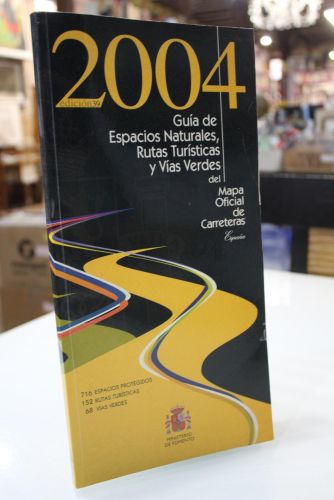 2004
edición 39
Guía de
Espacios Naturales,
Rutas Turísticas
y Vías Verdes
del
Mapa
Oficial
de
Carreteras
España
716 ESPACIOS PROTEGIDOS
152 RUTAS TURÍSTICAS
68 VÍAS VERDES
MINISTERIO
DE FOMENTO